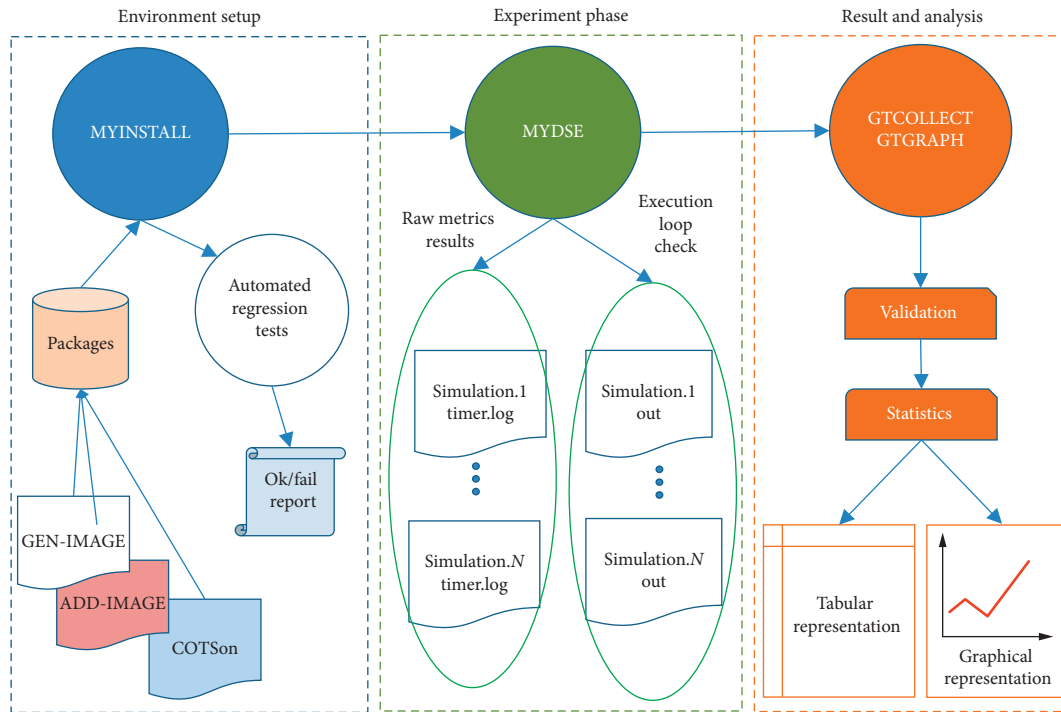 Environment setup
MYINSTALL
Packages
Automated
regression
tests
Ok/fail
report
GEN-IMAGE
ADD-IMAGE
COTSon
Experiment phase
MYDSE
Raw metrics
results
Execution
loop
check
Simulation.1
timer.log
Simulation.N
timer.log
Simulation.1
out
Simulation.N
out
Result and analysis
GTCOLLECT
GTGRAPH
Validation
Statistics
Tabular
representation
Graphical
representation